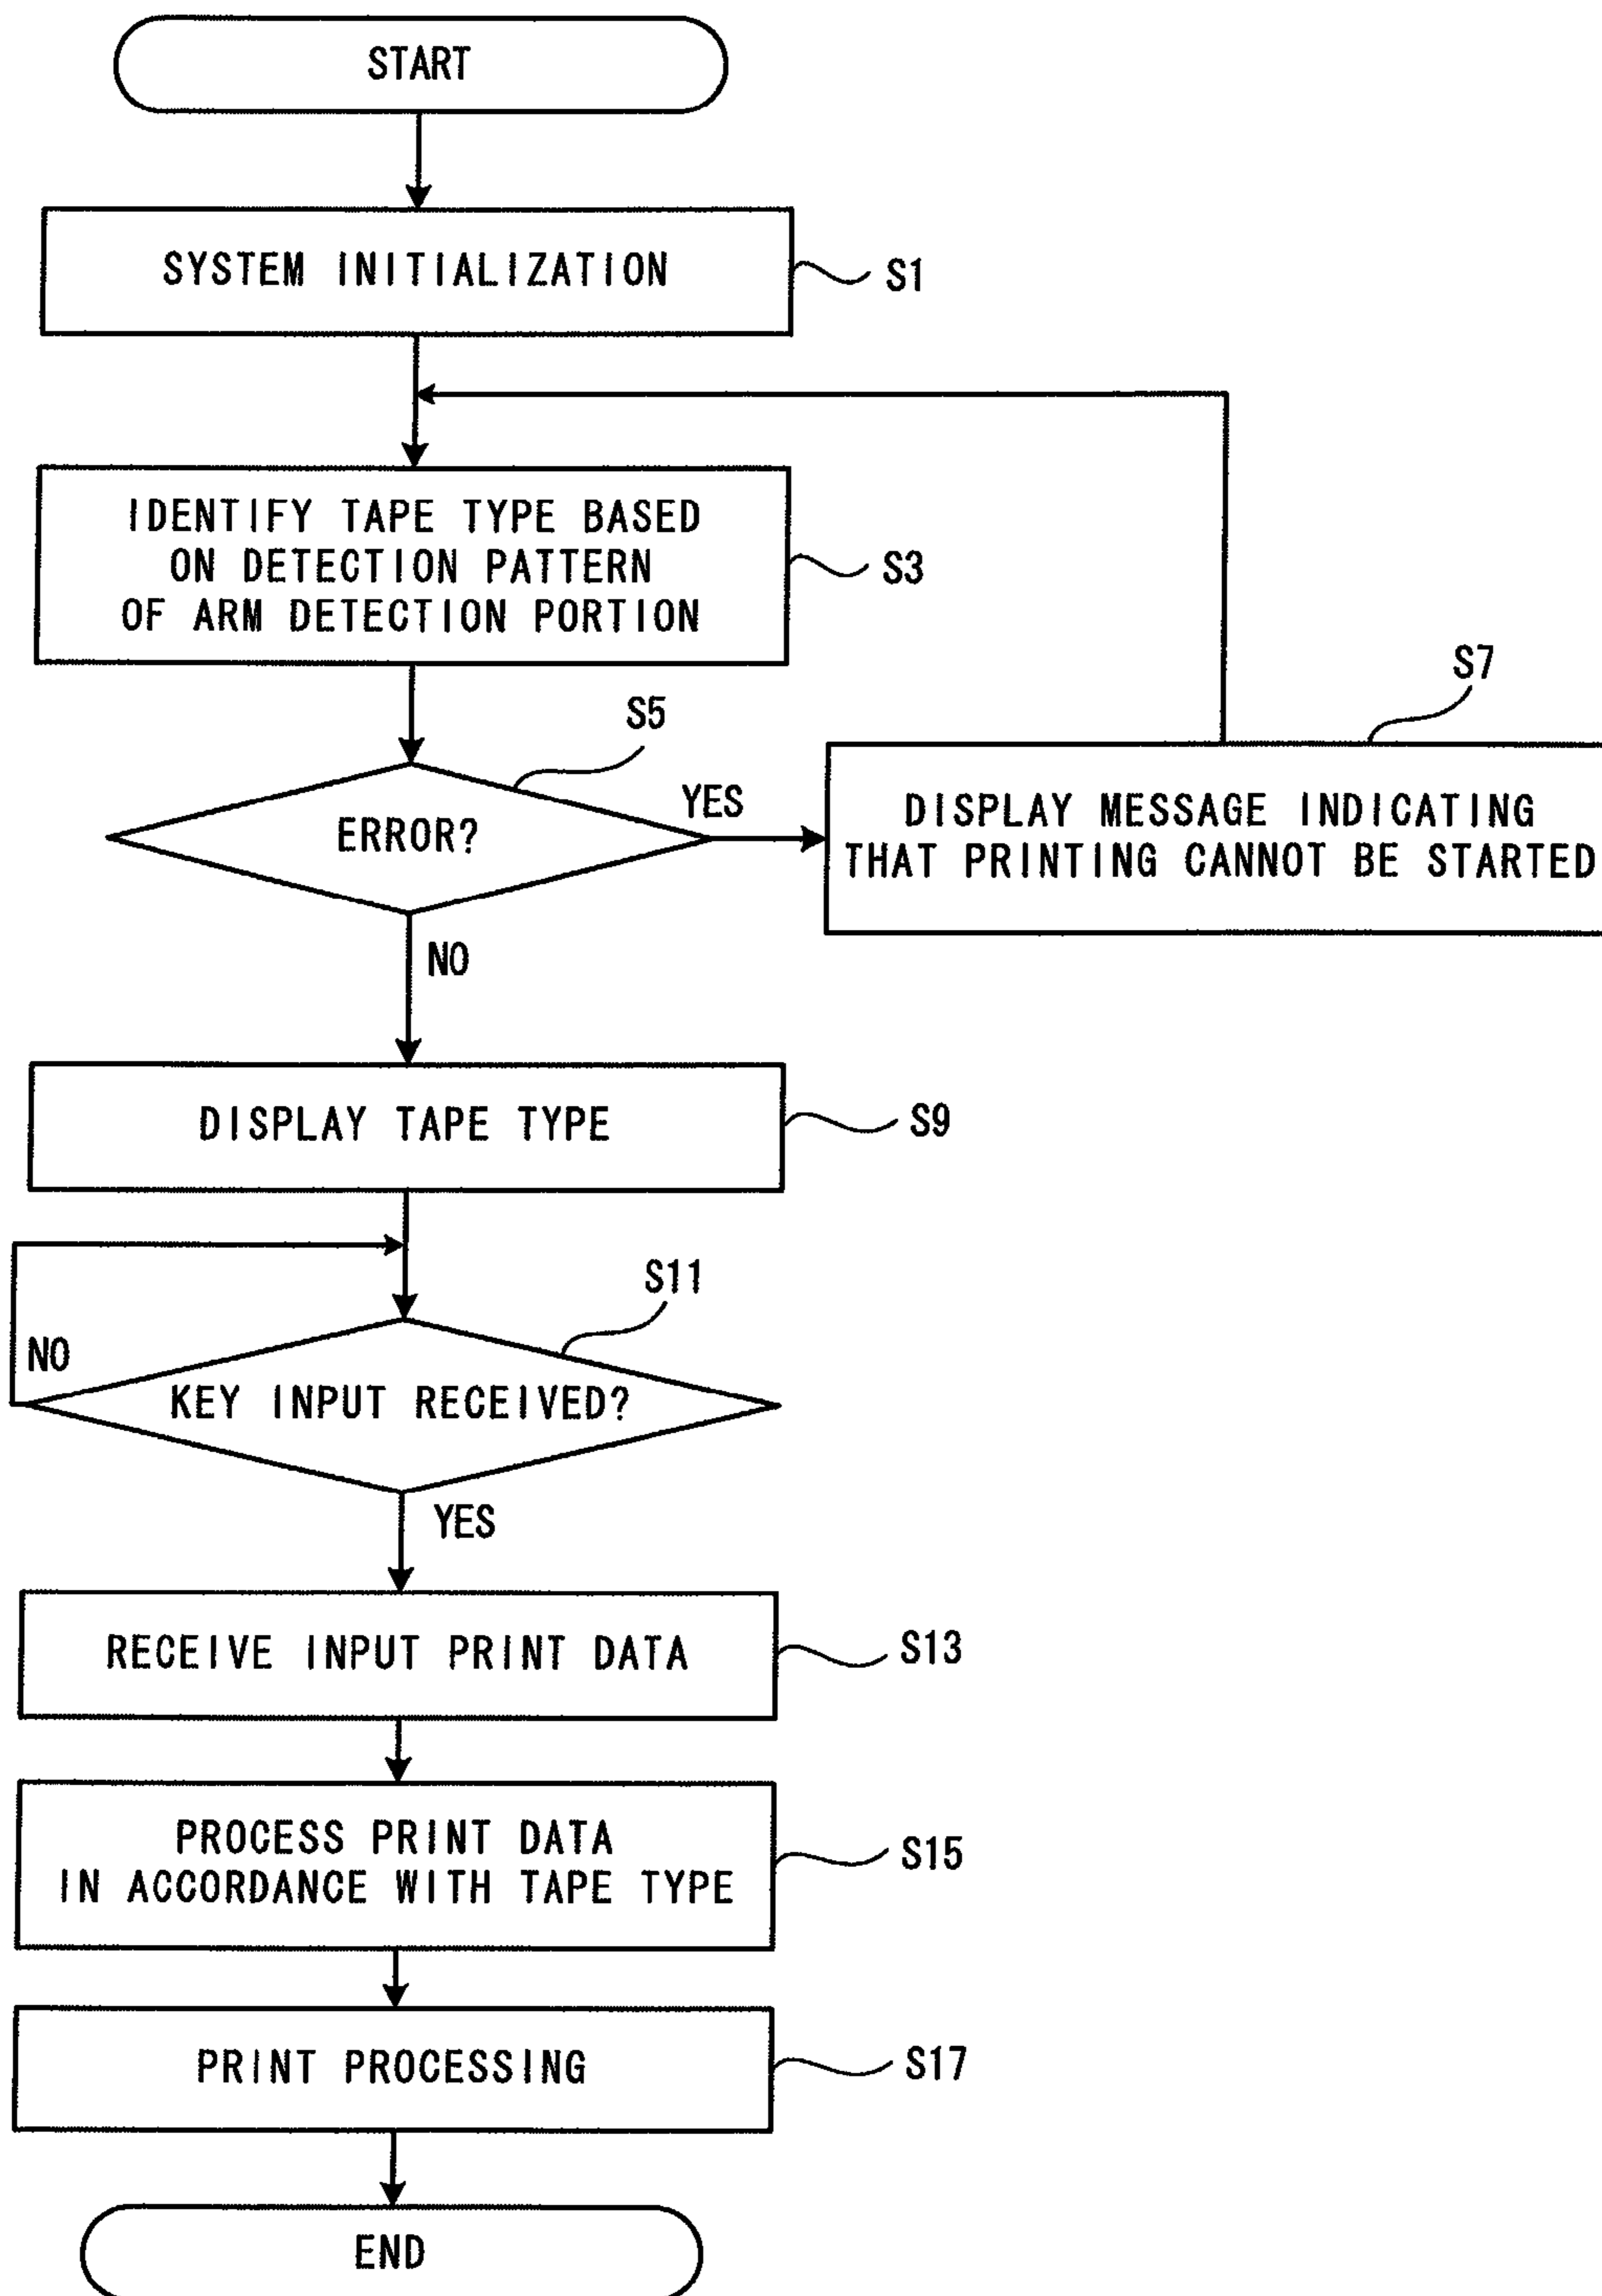 START
SYSTEM INITIALIZATION
S1
IDENTIFY TAPE TYPE BASED
ON DETECTION PATTERN
OF ARM DETECTION PORTION
S3
S5
ERROR?
YES
NO
S7
DISPLAY MESSAGE INDICATING
THAT PRINTING CANNOT BE STARTED
DISPLAY TAPE TYPE
S9
S11
KEY INPUT RECEIVED?
NO
YES
RECEIVE INPUT PRINT DATA
S13
PROCESS PRINT DATA
IN ACCORDANCE WITH TAPE TYPE
S15
PRINT PROCESSING
S17
END